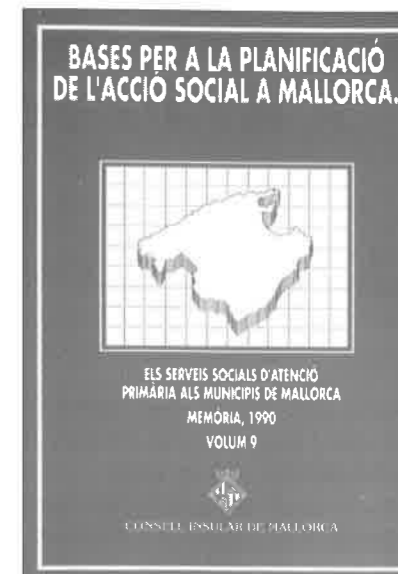 BASES PER A LA PLANIFICACIÓ
DE L'ACCIÓ SOCIAL A MALLORCA.
ELS SERVEIS SOCIALS D'ATENCIÓ
PRIMÀRIA ALS MUNICIPIS DE MALLORCA
MEMÒRIA, 1990
VOLUM 9
CONSELL INSULAR DE MALLORCA